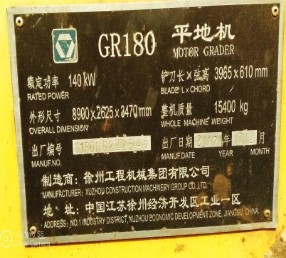 GR180 平地机
MOTOR GRADER
额定功率 140 kW 铲刀长×弦高 3965×610 mm
RATED POWER BLADE L×CHORD
外形尺寸 8900×2625×3470 mm 整机质量 15400 kg
OVERALL DIMENSION WHOLE MACHINE WEIGHT
出厂编号 出厂日期 年 月
MANUF.NO. MANUF.DATE YEAR MONTH
制造商：徐州工程机械集团有限公司
MANUFACTURER: XUZHOU CONSTRUCTION MACHINERY GROUP CO.,LTD.
地 址：中国江苏徐州经济开发区工业一区
ADDRESS: NO.1 INDUSTRY DISTRICT, XUZHOU ECONOMIC DEVELOPMENT ZONE, JIANGSU CHINA